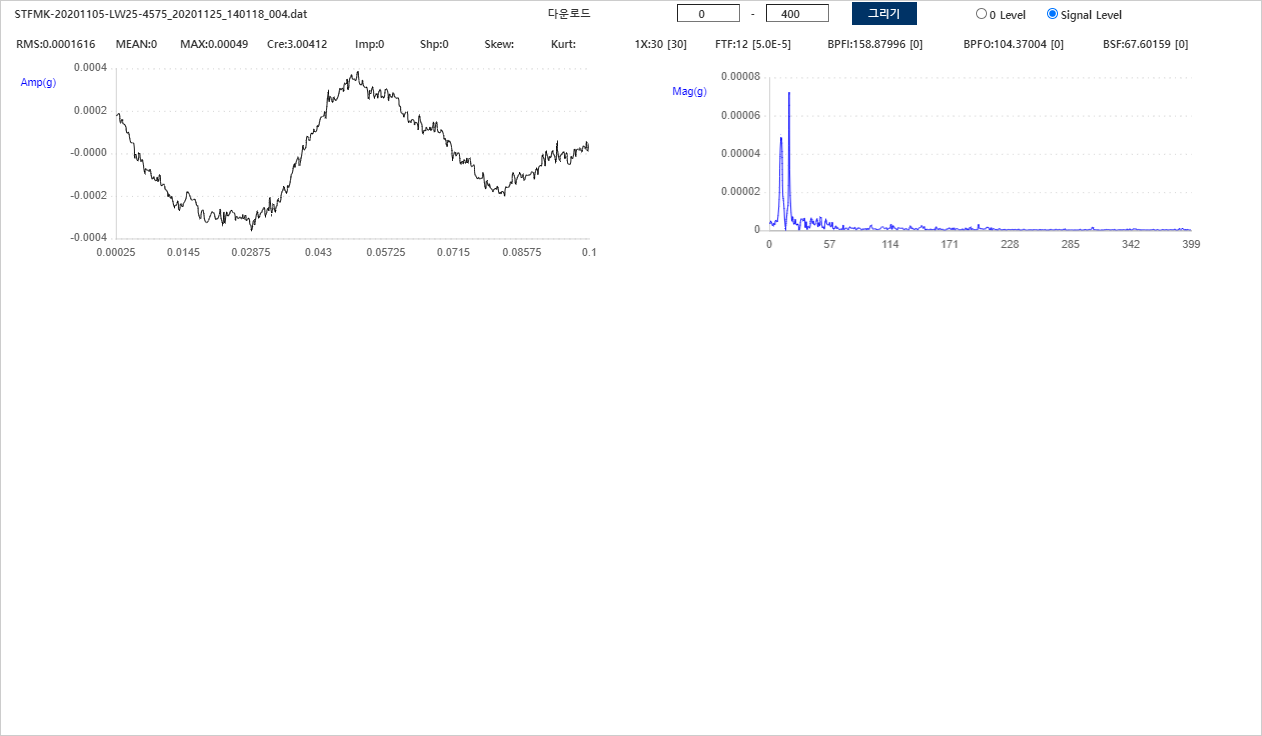 STFMK-20201105-LW25-4575_20201125_140118_004.dat 다운로드 0 - 400 그리기 0 Level Signal Level
RMS:0.0001616 MEAN:0 MAX:0.00049 Cre:3.00412 Imp:0 Shp:0 Skew: Kurt: 1X:30 [30] FTF:12 [5.0E-5] BPFI:158.87996 [0] BPFO:104.37004 [0] BSF:67.60159 [0]
Amp(g)
0.0004
0.0002
-0.0000
-0.0002
-0.0004
0.00025 0.0145 0.02875 0.043 0.05725 0.0715 0.08575 0.1
Mag(g)
0.00008
0.00006
0.00004
0.00002
0
0 57 114 171 228 285 342 399